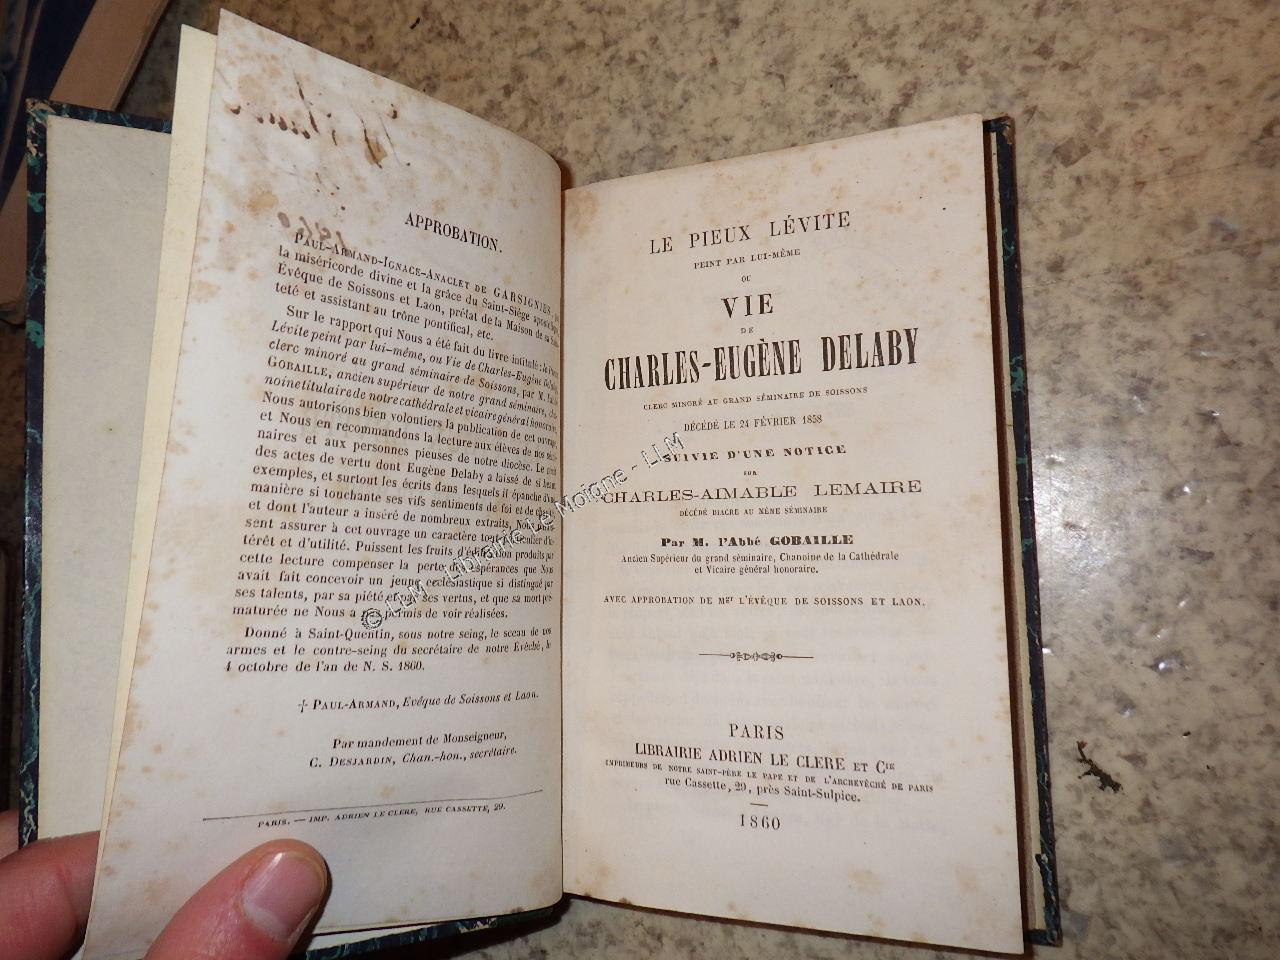 APPROBATION.
PAUL-ARMAND-IGNACE-ANACLET DE GARSIGNIES,
la miséricorde divine et la grâce du Saint-Siége
Évêque de Soissons et Laon, prélat de la Maison de sa
teté et assistant au trône pontifical, etc.
Sur le rapport qui Nous a été fait du livre intitulé :
Lévite peint par lui-même, ou Vie de Charles-Eugène
clerc minoré au grand séminaire de Soissons, par M.
GOBAILLE, ancien supérieur de notre grand séminaire,
noine titulaire de notre cathédrale et vicaire général honoraire,
Nous autorisons bien volontiers la publication de cet
et Nous en recommandons la lecture aux élèves de nos
naires et aux personnes pieuses de notre diocèse. Le
des actes de vertu dont Eugène Delaby a laissé de si beaux
exemples, et surtout les écrits dans lesquels il épanche d'une
manière si touchante ses vifs sentiments de foi et de
et dont l'auteur a inséré de nombreux extraits, Nous
sent assurer à cet ouvrage un caractère tout particulier d'in-
térêt et d'utilité. Puissent les fruits d'édification produits par
cette lecture compenser la perte des espérances que Nous
avait fait concevoir un jeune ecclésiastique si distingué par
ses talents, par sa piété et par ses vertus, et que sa mort pré-
maturée ne Nous a pas permis de voir réalisées.
Donné à Saint-Quentin, sous notre seing, le sceau de nos
armes et le contre-seing du secrétaire de notre Evêché, le
4 octobre de l'an de N. S. 1860.
† PAUL-ARMAND, Evêque de Soissons et Laon.
Par mandement de Monseigneur,
C. DESJARDIN, Chan.-hon., secrétaire.
PARIS. — IMP. ADRIEN LE CLERE, RUE CASSETTE, 29.
LE PIEUX LÉVITE
PEINT PAR LUI-MÊME
OU
VIE
DE
CHARLES-EUGÈNE DELABY
CLERC MINORÉ AU GRAND SÉMINAIRE DE SOISSONS
DÉCÉDÉ LE 24 FÉVRIER 1858
SUIVIE D'UNE NOTICE
SUR
CHARLES-AIMABLE LEMAIRE
DÉCÉDÉ DIACRE AU MÊME SÉMINAIRE
Par M. l'Abbé GOBAILLE
Ancien Supérieur du grand séminaire, Chanoine de la Cathédrale
et Vicaire général honoraire.
AVEC APPROBATION DE Mgr L'ÉVÊQUE DE SOISSONS ET LAON.
PARIS
LIBRAIRIE ADRIEN LE CLERE ET Cie
IMPRIMEURS DE NOTRE SAINT-PÈRE LE PAPE ET DE L'ARCHEVÊCHÉ DE PARIS
rue Cassette, 29, près Saint-Sulpice.
1860
© LLM - Librairie Le Moigne - LLM